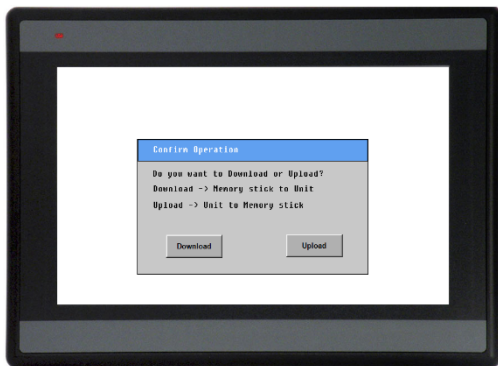 Confirm Operation
Do you want to Download or Upload?
Download -> Memory stick to Unit
Upload -> Unit to Memory stick
Download Upload